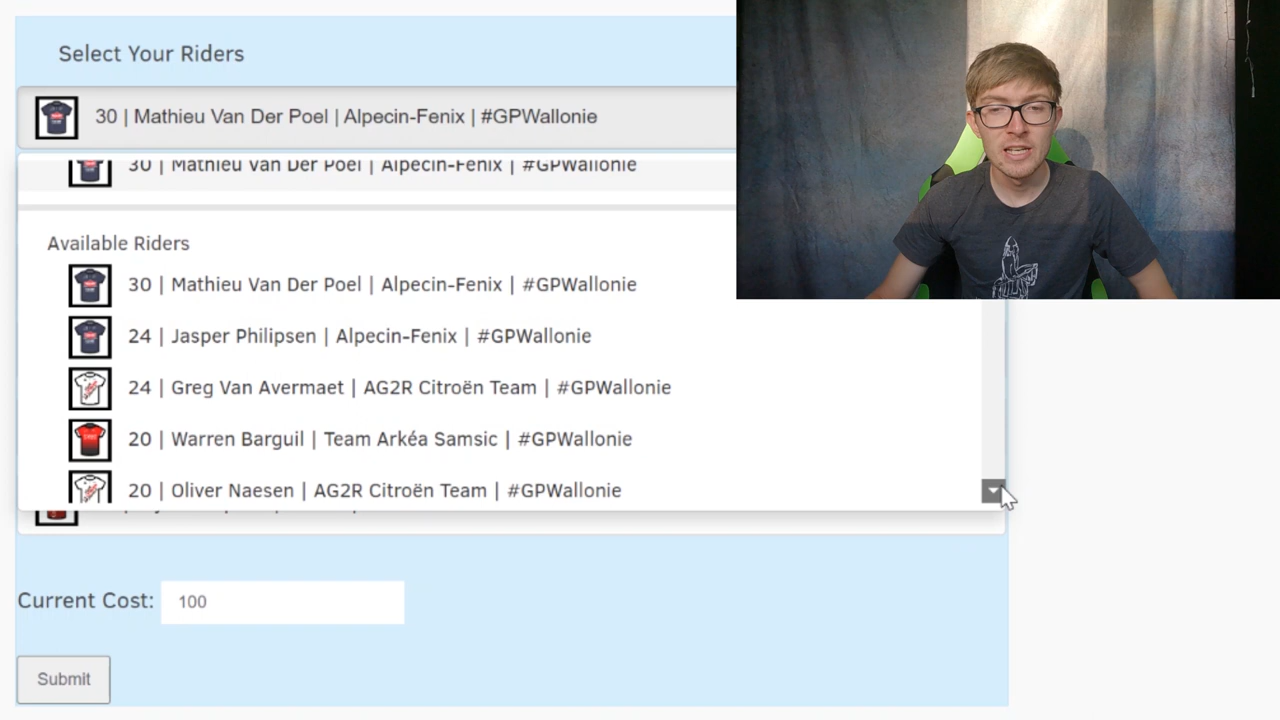 Select Your Riders
30 | Mathieu Van Der Poel | Alpecin-Fenix | #GPWallonie
30 | Mathieu Van Der Poel | Alpecin-Fenix | #GPWallonie
Available Riders
30 | Mathieu Van Der Poel | Alpecin-Fenix | #GPWallonie
24 | Jasper Philipsen | Alpecin-Fenix | #GPWallonie
24 | Greg Van Avermaet | AG2R Citroën Team | #GPWallonie
20 | Warren Barguil | Team Arkéa Samsic | #GPWallonie
20 | Oliver Naesen | AG2R Citroën Team | #GPWallonie
Current Cost: 100
Submit